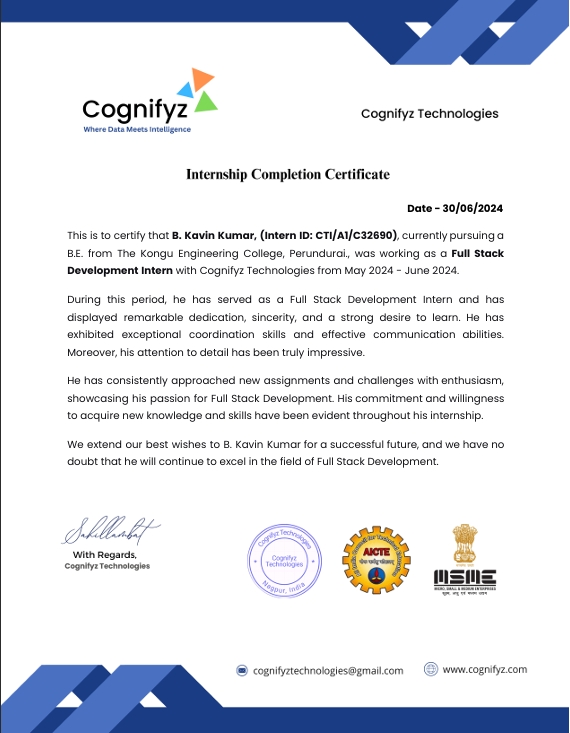 Cognifyz
Where Data Meets Intelligence
Cognifyz Technologies
Internship Completion Certificate
Date - 30/06/2024
This is to certify that B. Kavin Kumar, (Intern ID: CTI/A1/C32690), currently pursuing a
B.E. from The Kongu Engineering College, Perundurai., was working as a Full Stack
Development Intern with Cognifyz Technologies from May 2024 - June 2024.
During this period, he has served as a Full Stack Development Intern and has
displayed remarkable dedication, sincerity, and a strong desire to learn. He has
exhibited exceptional coordination skills and effective communication abilities.
Moreover, his attention to detail has been truly impressive.
He has consistently approached new assignments and challenges with enthusiasm,
showcasing his passion for Full Stack Development. His commitment and willingness
to acquire new knowledge and skills have been evident throughout his internship.
We extend our best wishes to B. Kavin Kumar for a successful future, and we have no
doubt that he will continue to excel in the field of Full Stack Development.
With Regards,
Cognifyz Technologies
Cognifyz Technologies
Cognifyz
Technologies
Nagpur, India
AICTE
MSME
MICRO, SMALL & MEDIUM ENTERPRISES
सूक्ष्म, लघु एवं मध्यम उद्यम
cognifyztechnologies@gmail.com
www.cognifyz.com